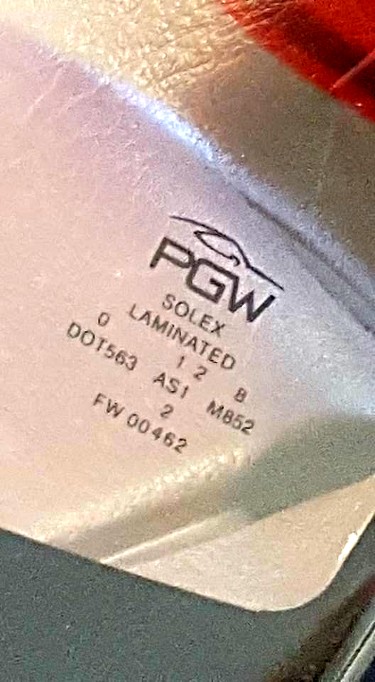 PGW
SOLEX
LAMINATED
0 1 2 8
DOT563 AS1 M852
2
FW 00462